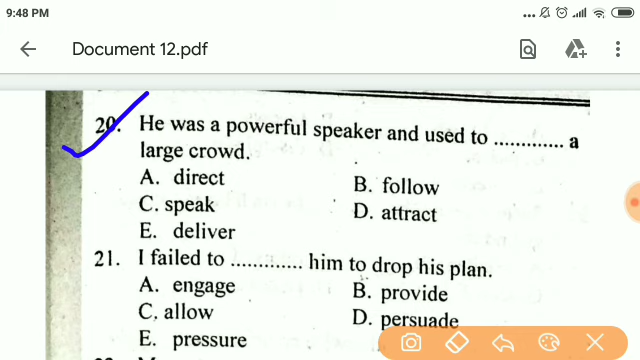 9:48 PM
Document 12.pdf
20. He was a powerful speaker and used to ............. a
large crowd.
A. direct
B. follow
C. speak
D. attract
E. deliver
21. I failed to ............. him to drop his plan.
A. engage
B. provide
C. allow
D. persuade
E. pressure